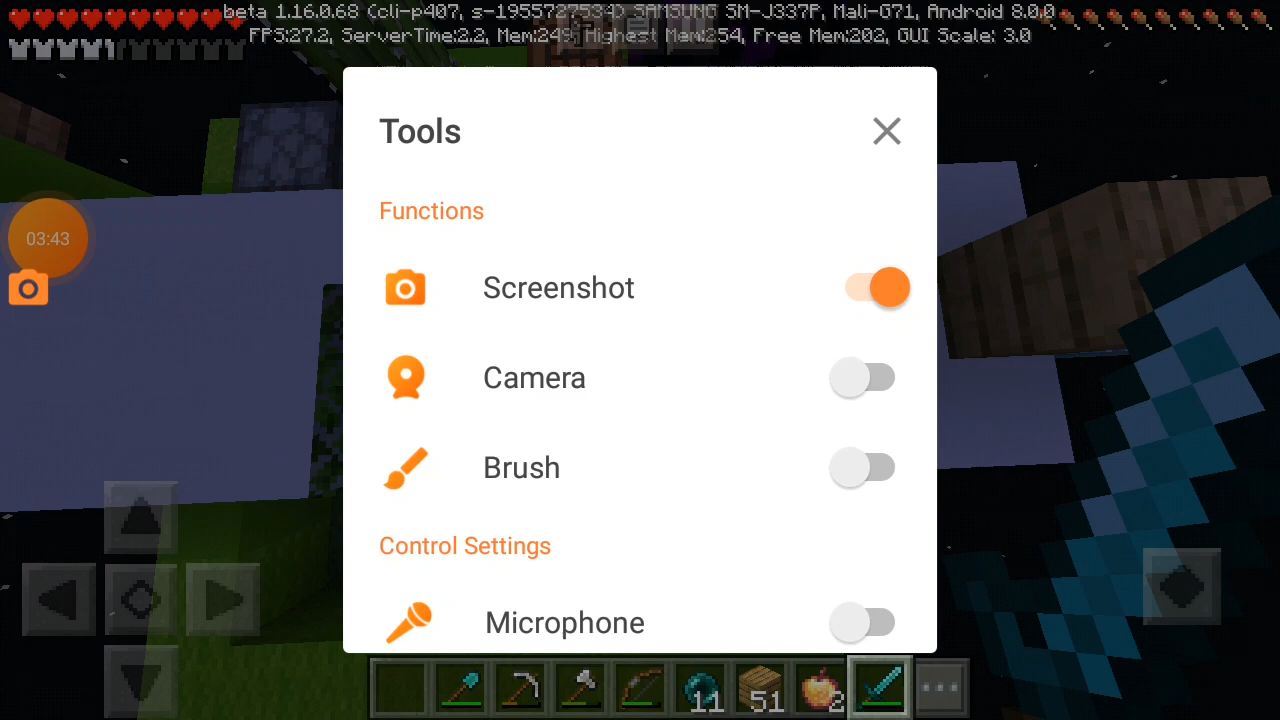 beta 1.16.0.68 (cli-p407, s-1955727534) SAMSUNG SM-J337P, Mali-G71, Android 8.0.0
FPS:27.2, ServerTime:2.2, Mem:249, Highest Mem:254, Free Mem:202, GUI Scale: 3.0
Tools
Functions
03:43
Screenshot
Camera
Brush
Control Settings
Microphone
11
51
2